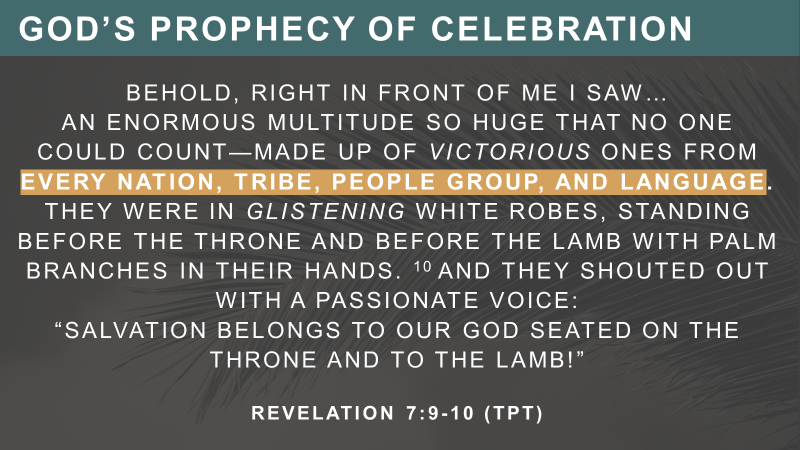 GOD’S PROPHECY OF CELEBRATION
BEHOLD, RIGHT IN FRONT OF ME I SAW…
AN ENORMOUS MULTITUDE SO HUGE THAT NO ONE
COULD COUNT—MADE UP OF VICTORIOUS ONES FROM
EVERY NATION, TRIBE, PEOPLE GROUP, AND LANGUAGE.
THEY WERE IN GLISTENING WHITE ROBES, STANDING
BEFORE THE THRONE AND BEFORE THE LAMB WITH PALM
BRANCHES IN THEIR HANDS. 10 AND THEY SHOUTED OUT
WITH A PASSIONATE VOICE:
“SALVATION BELONGS TO OUR GOD SEATED ON THE
THRONE AND TO THE LAMB!”
REVELATION 7:9-10 (TPT)